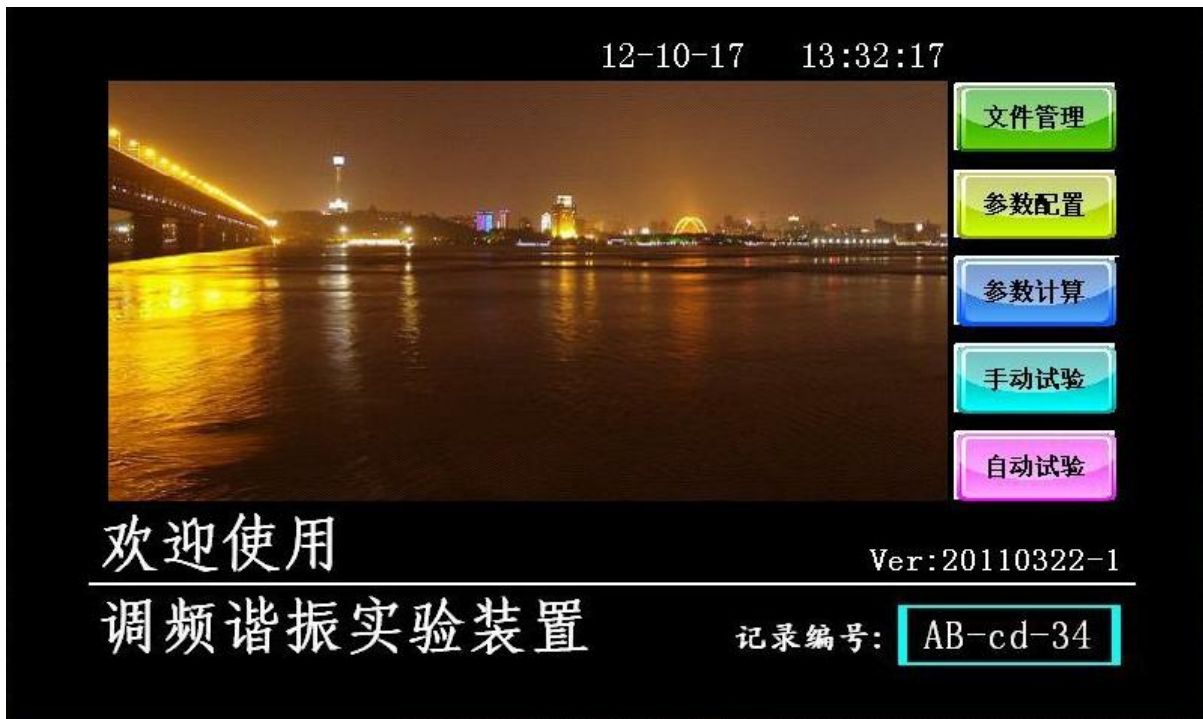 12-10-17 13:32:17
文件管理
参数配置
参数计算
手动试验
自动试验
欢迎使用
Ver:20110322-1
调频谐振实验装置
记录编号: AB-cd-34